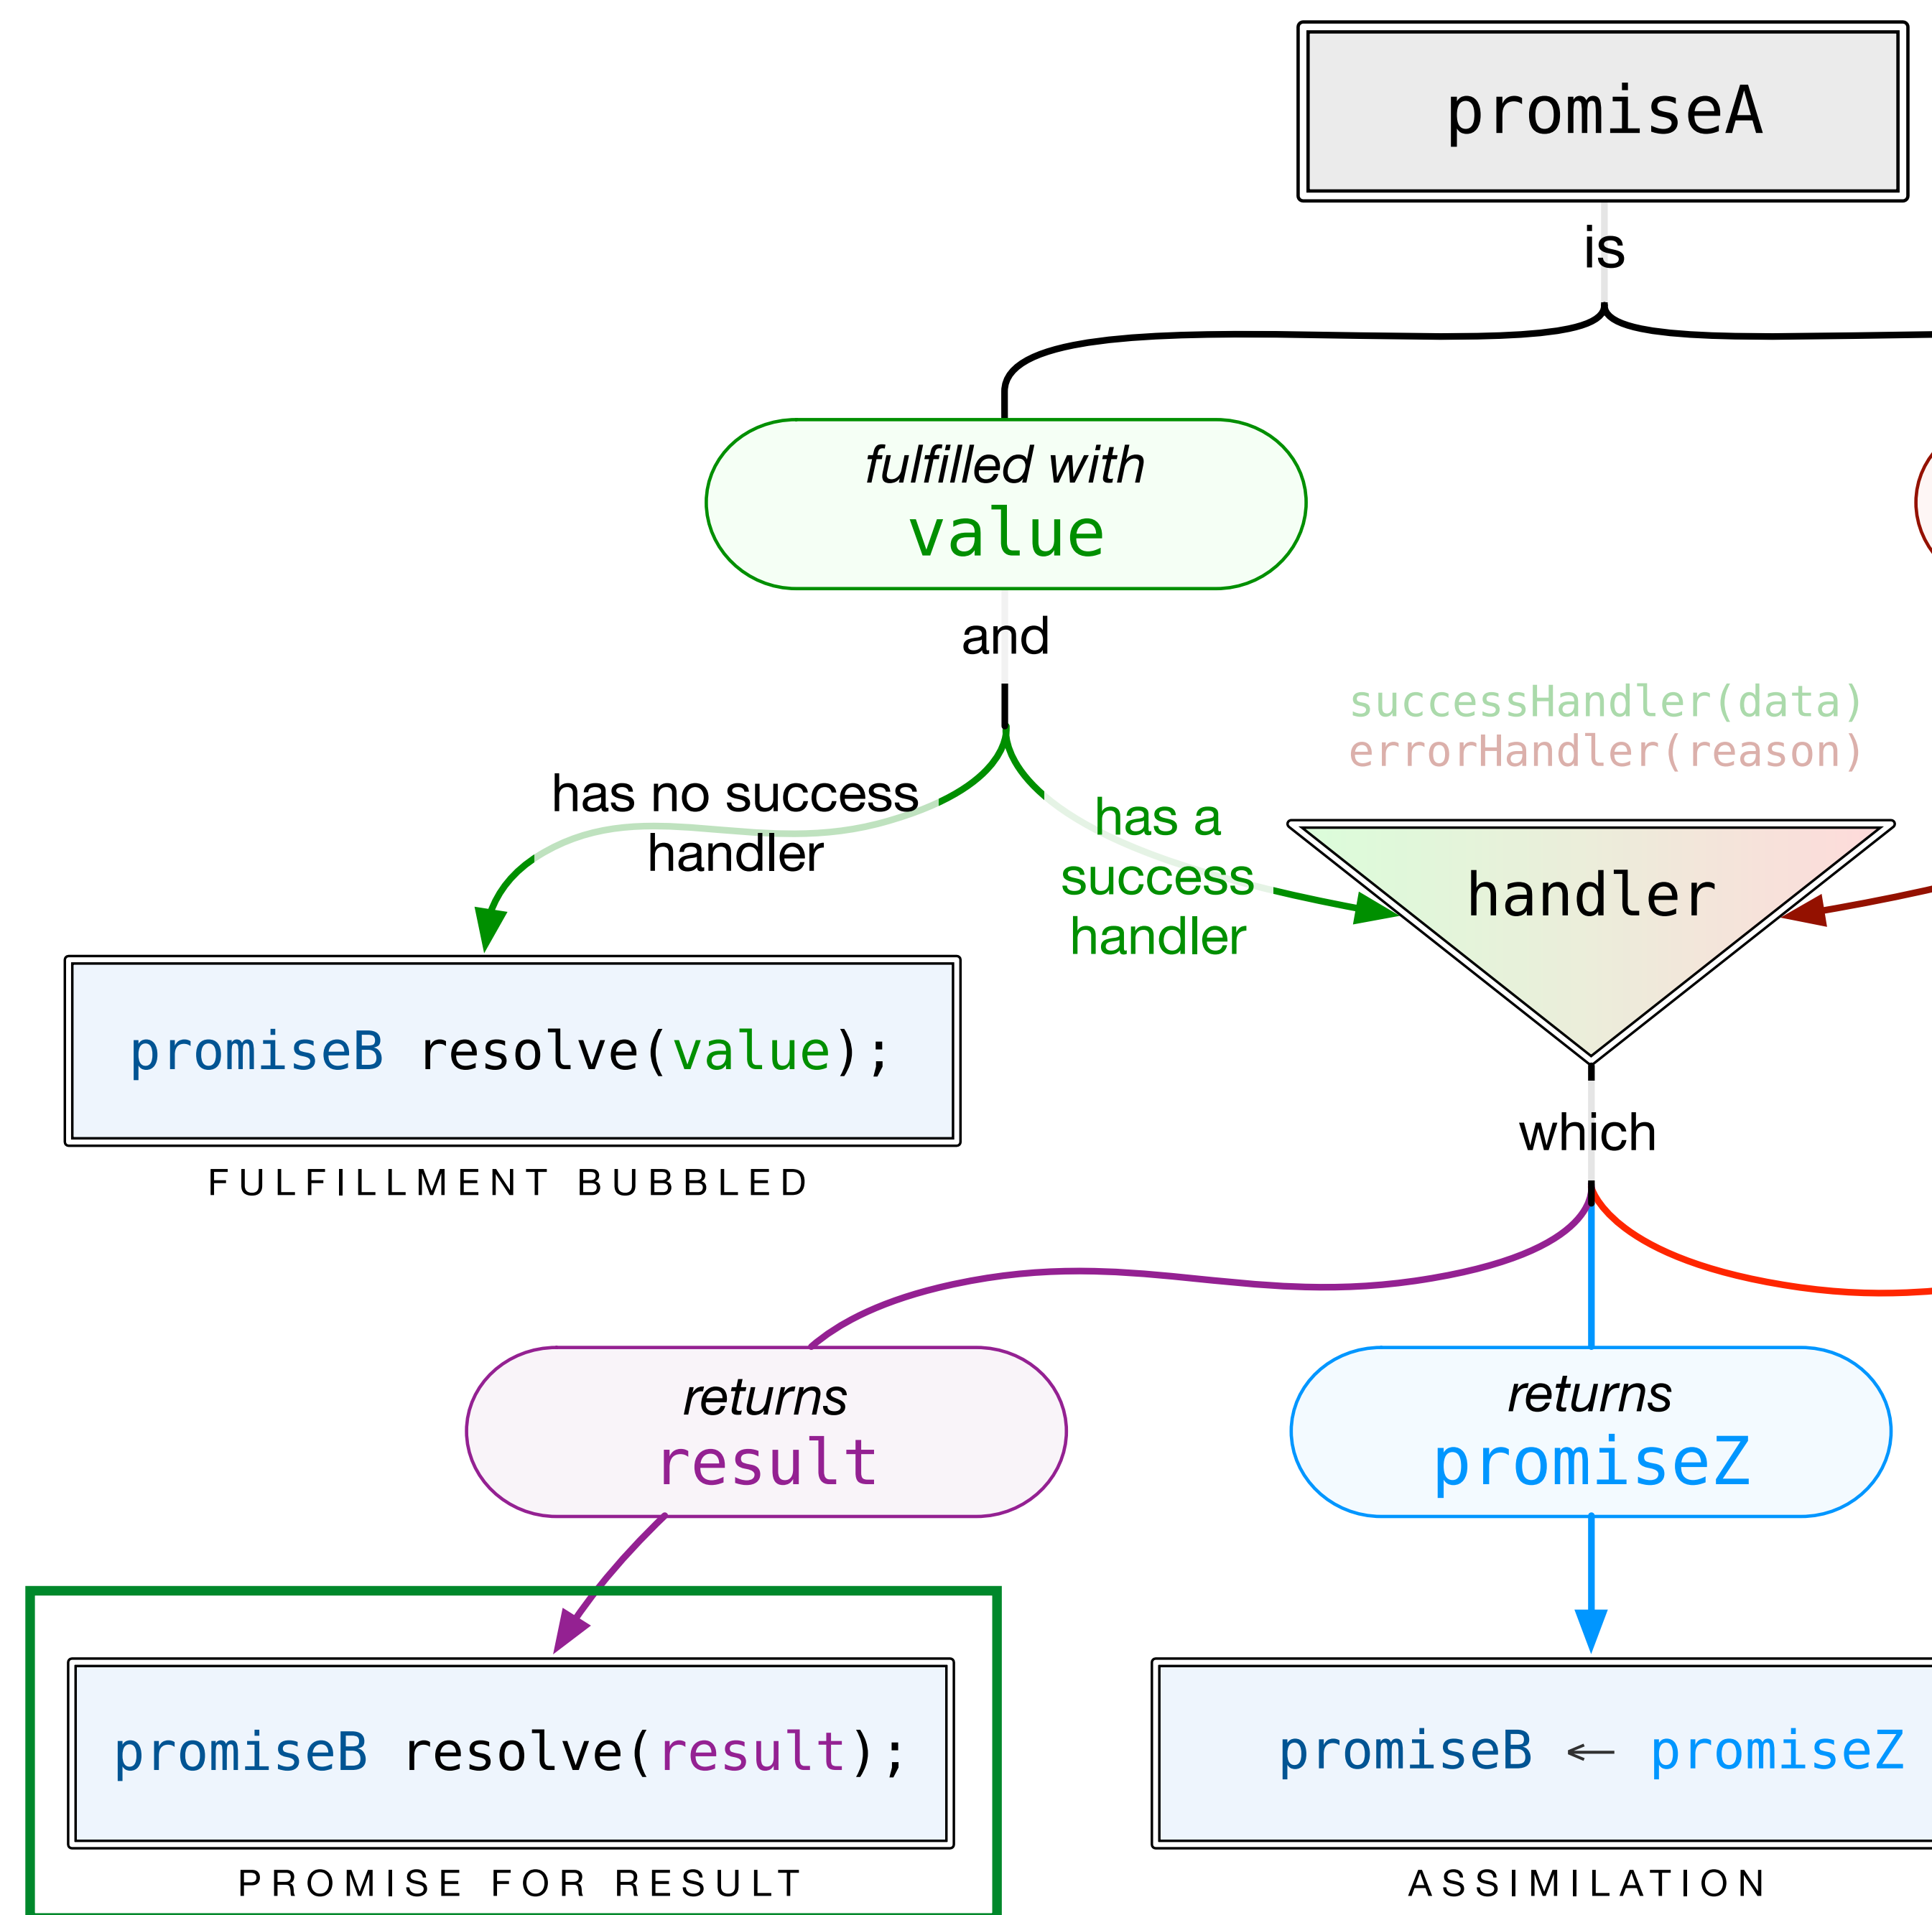 promiseA
is
fulfilled with
value
and
successHandler(data)
errorHandler(reason)
has no success
handler
has a
success
handler
handler
promiseB resolve(value);
FULFILLMENT BUBBLED
which
returns
result
returns
promiseZ
promiseB resolve(result);
PROMISE FOR RESULT
promiseB ← promiseZ
ASSIMILATION